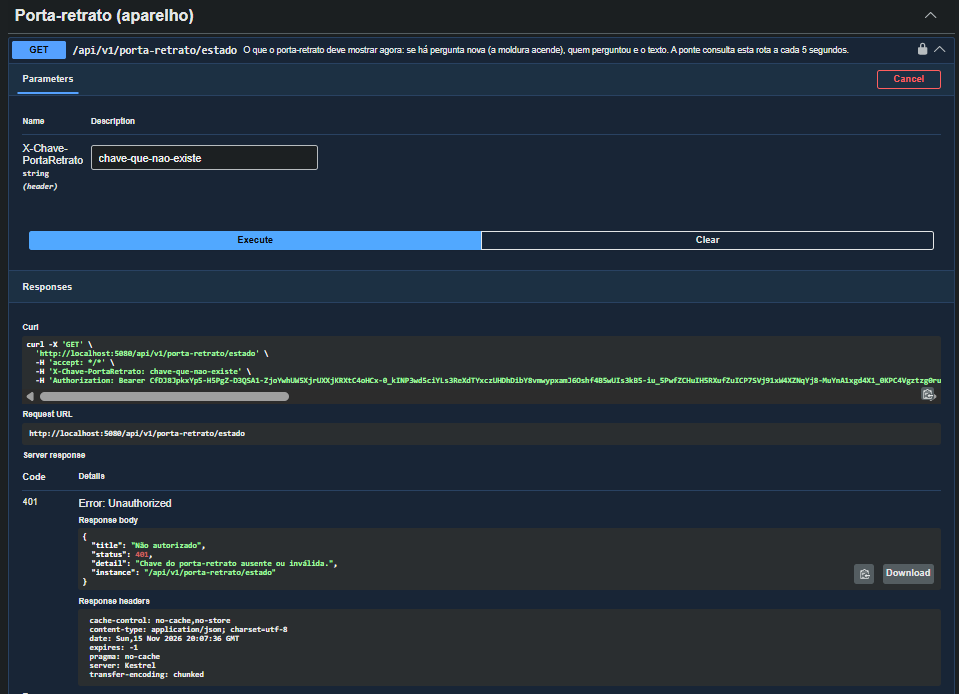 Porta-retrato (aparelho)
GET /api/v1/porta-retrato/estado O que o porta-retrato deve mostrar agora: se há pergunta nova (a moldura acende), quem perguntou e o texto. A ponte consulta esta rota a cada 5 segundos.
Parameters
Cancel
Name Description
X-Chave-
PortaRetrato
string
(header)
chave-que-nao-existe
Execute Clear
Responses
Curl
curl -X 'GET' \
'http://localhost:5080/api/v1/porta-retrato/estado' \
-H 'accept: */*' \
-H 'X-Chave-PortaRetrato: chave-que-nao-existe' \
-H 'Authorization: Bearer
Request URL
http://localhost:5080/api/v1/porta-retrato/estado
Server response
Code Details
401 Error: Unauthorized
Response body
{
"title": "Não autorizado",
"status": 401,
"detail": "Chave do porta-retrato ausente ou inválida.",
"instance": "/api/v1/porta-retrato/estado"
}
Download
Response headers
cache-control: no-cache,no-store
content-type: application/json; charset=utf-8
date: Sun,15 Nov 2026 20:07:36 GMT
expires: -1
pragma: no-cache
server: Kestrel
transfer-encoding: chunked